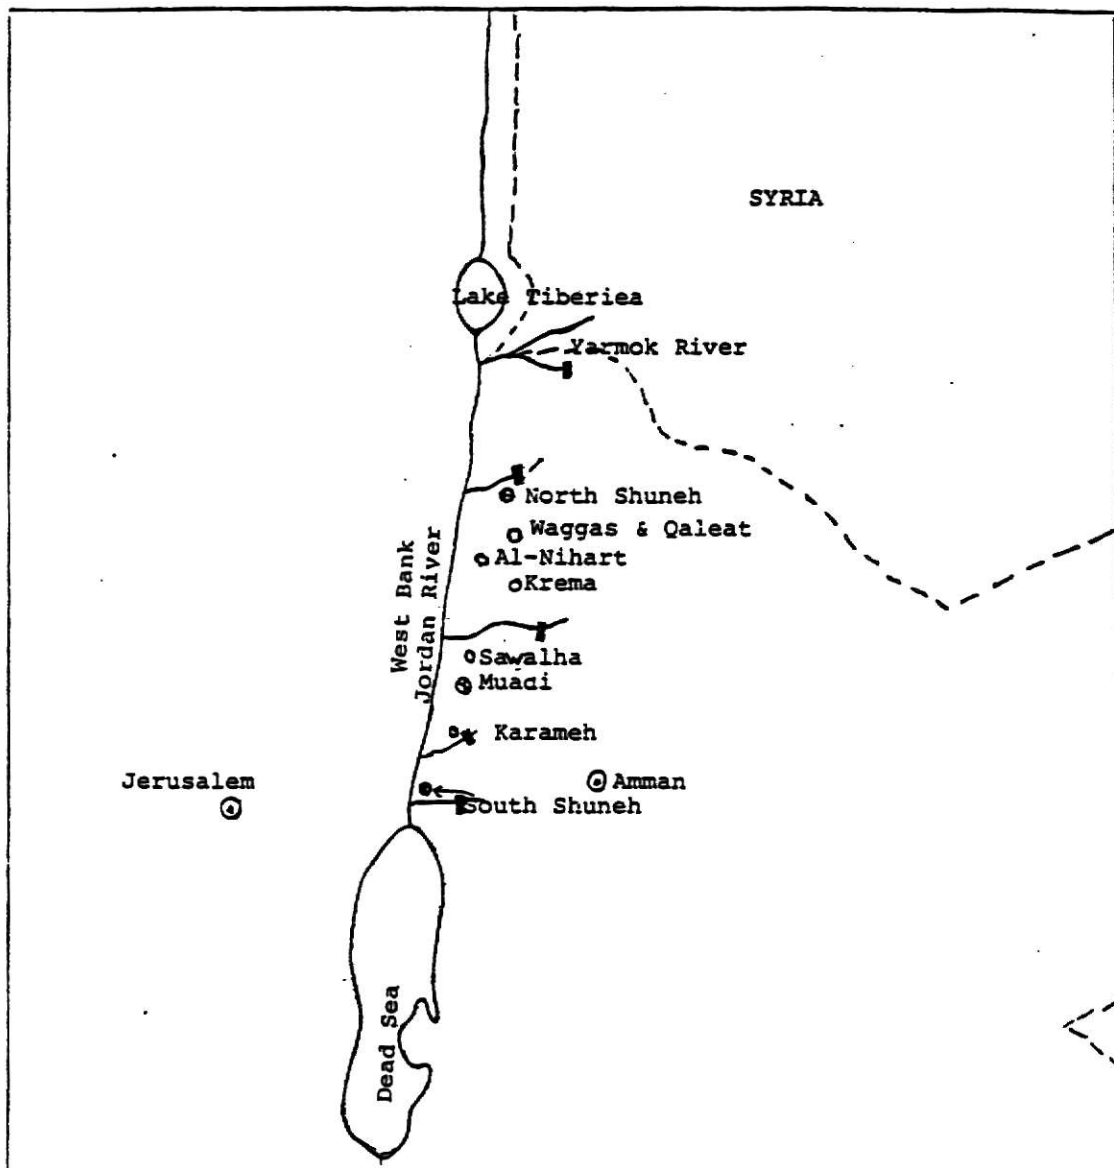 SYRIA
Lake Tiberiea
Yarmok River
North Shuneh
Waggas & Qaleat
Al-Nihart
Krema
West Bank
Jordan River
Sawalha
Muadi
Karameh
Jerusalem
Amman
South Shuneh
Dead Sea